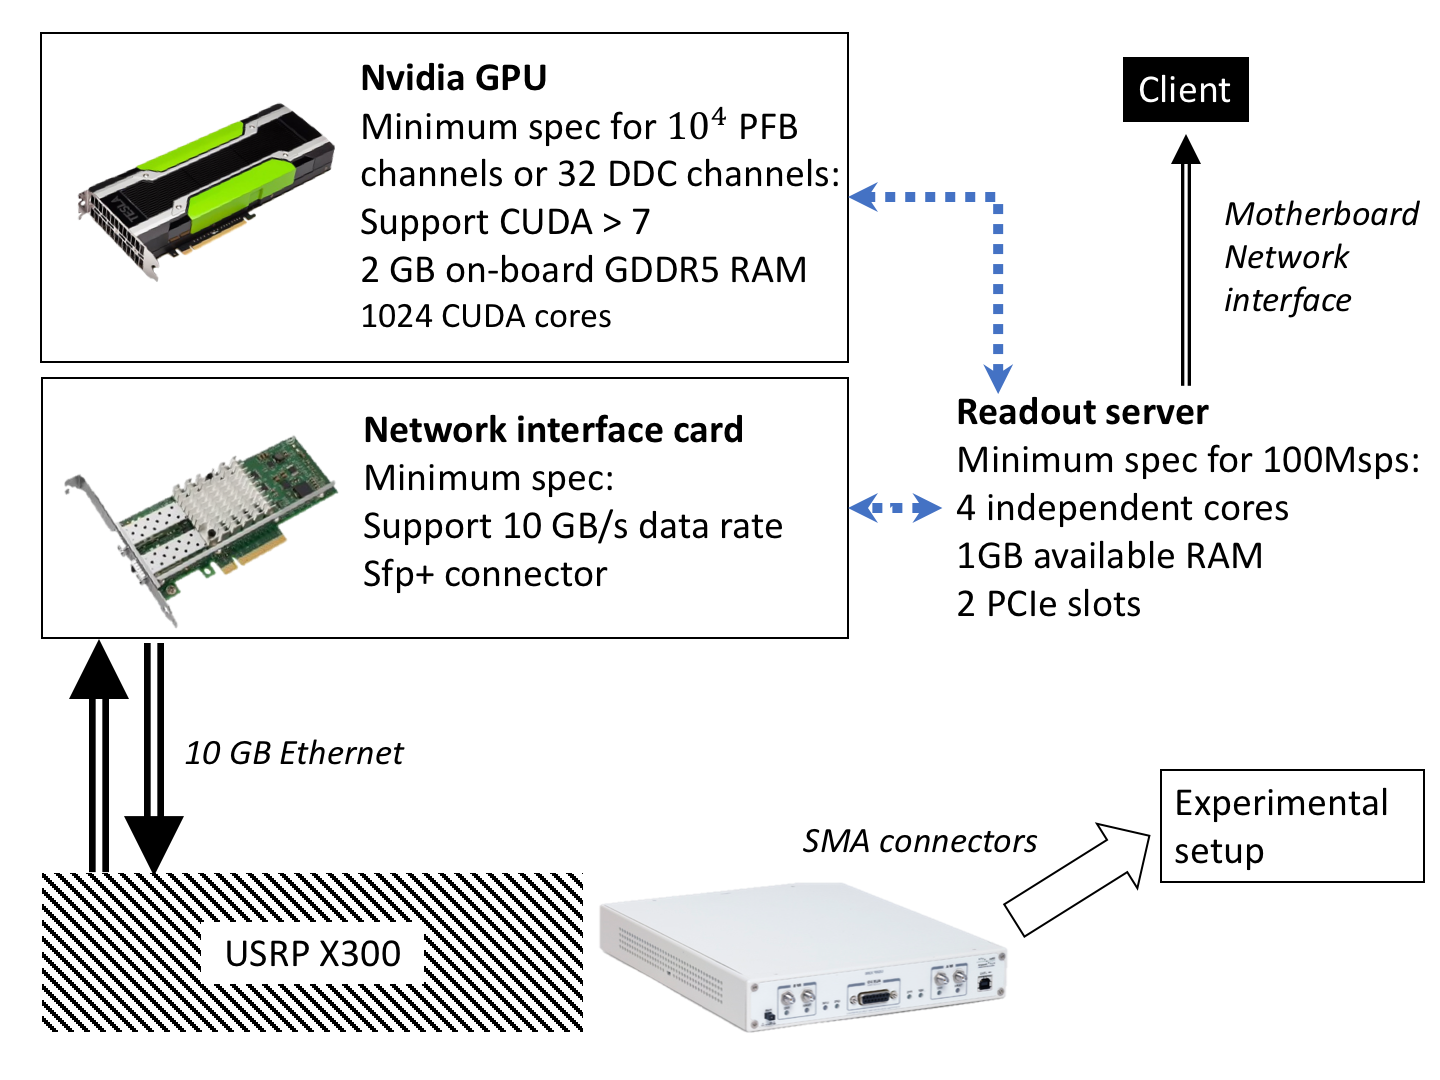 Nvidia GPU
Minimum spec for 10⁴ PFB
channels or 32 DDC channels:
Support CUDA > 7
2 GB on-board GDDR5 RAM
1024 CUDA cores
TESLA
Client
Motherboard
Network
interface
Network interface card
Minimum spec:
Support 10 GB/s data rate
Sfp+ connector
Readout server
Minimum spec for 100Msps:
4 independent cores
1GB available RAM
2 PCIe slots
10 GB Ethernet
USRP X300
SMA connectors
Experimental
setup